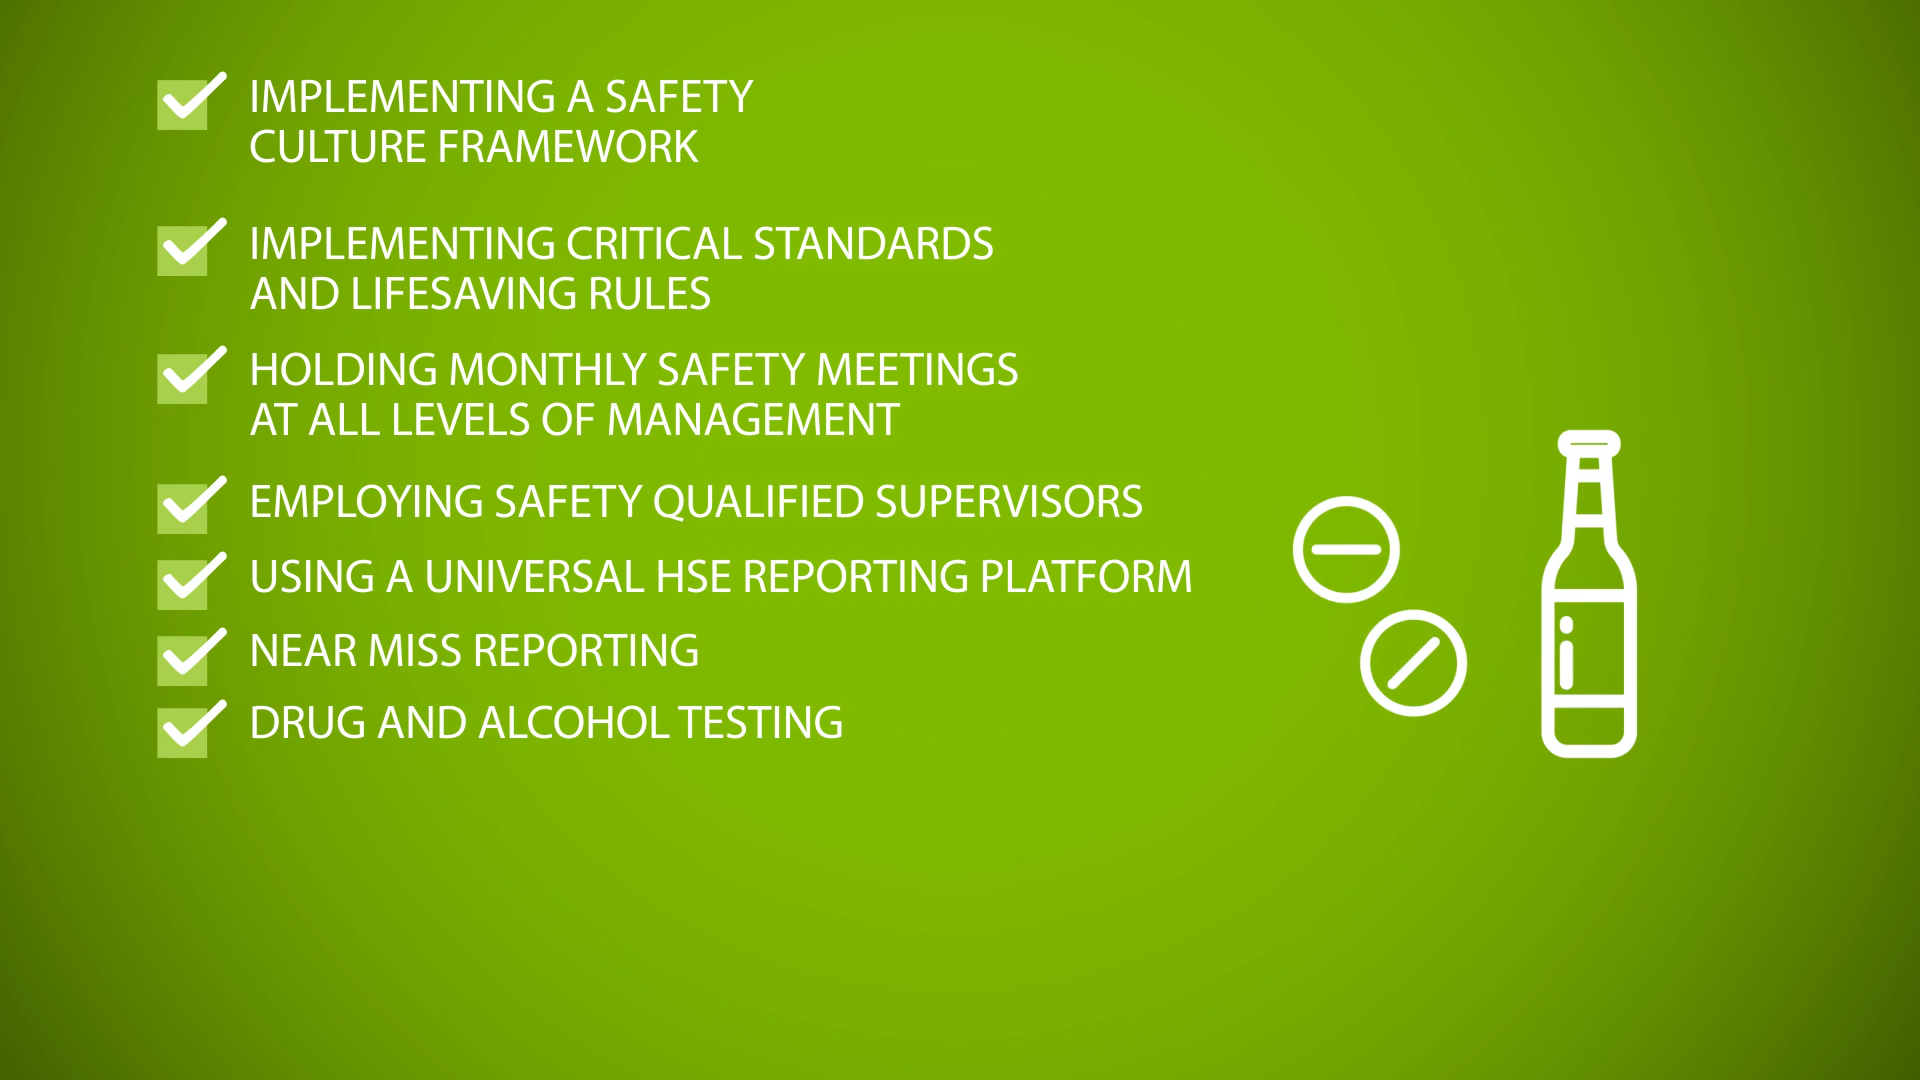 IMPLEMENTING A SAFETY
CULTURE FRAMEWORK
IMPLEMENTING CRITICAL STANDARDS
AND LIFESAVING RULES
HOLDING MONTHLY SAFETY MEETINGS
AT ALL LEVELS OF MANAGEMENT
EMPLOYING SAFETY QUALIFIED SUPERVISORS
USING A UNIVERSAL HSE REPORTING PLATFORM
NEAR MISS REPORTING
DRUG AND ALCOHOL TESTING